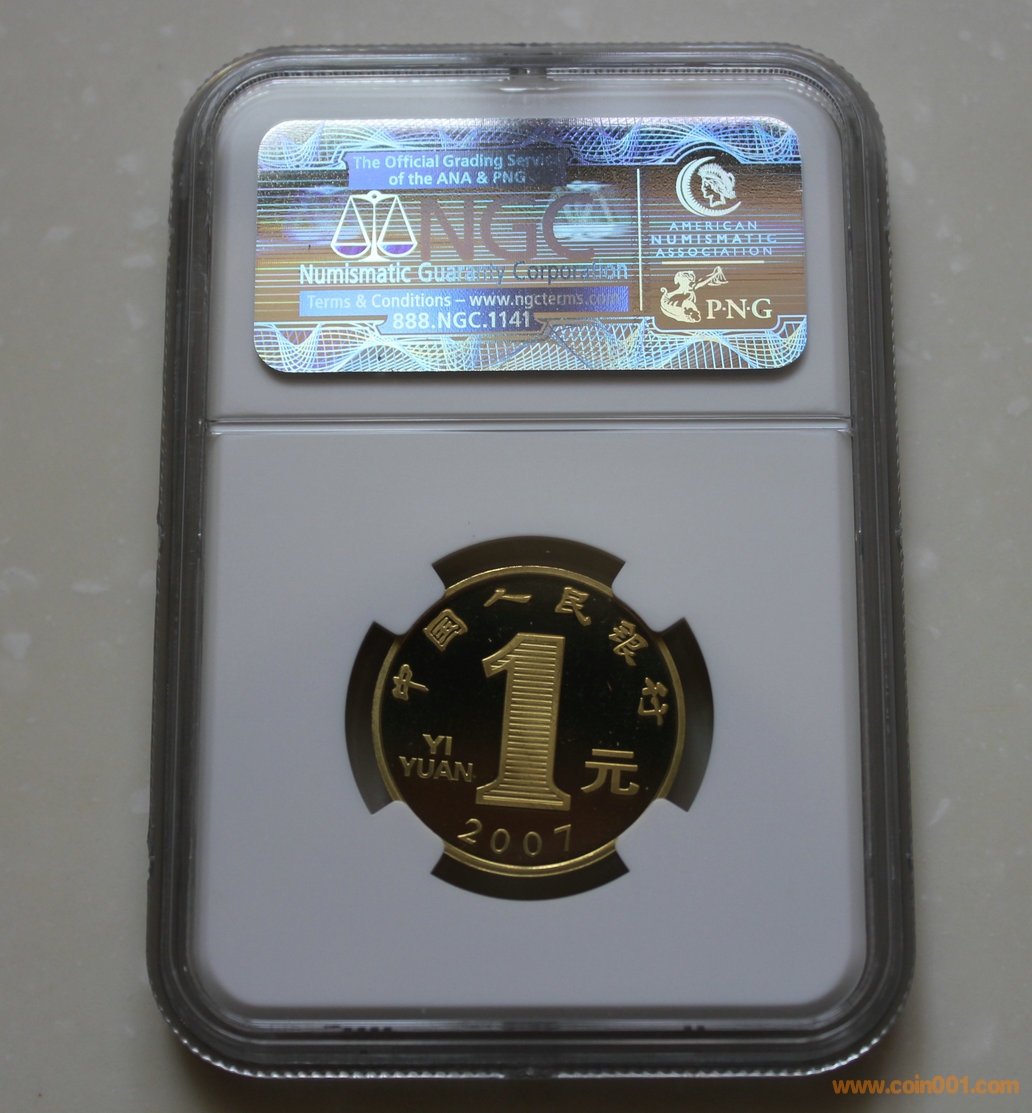 The Official Grading Service
of the ANA & PNG
NGC
Numismatic Guaranty Corporation
Terms & Conditions – www.ngcterms.com
888.NGC.1141
AMERICAN
NUMISMATIC
ASSOCIATION
P·N·G
中国人民银行
1
YI
YUAN
元
2007
www.coin001.com